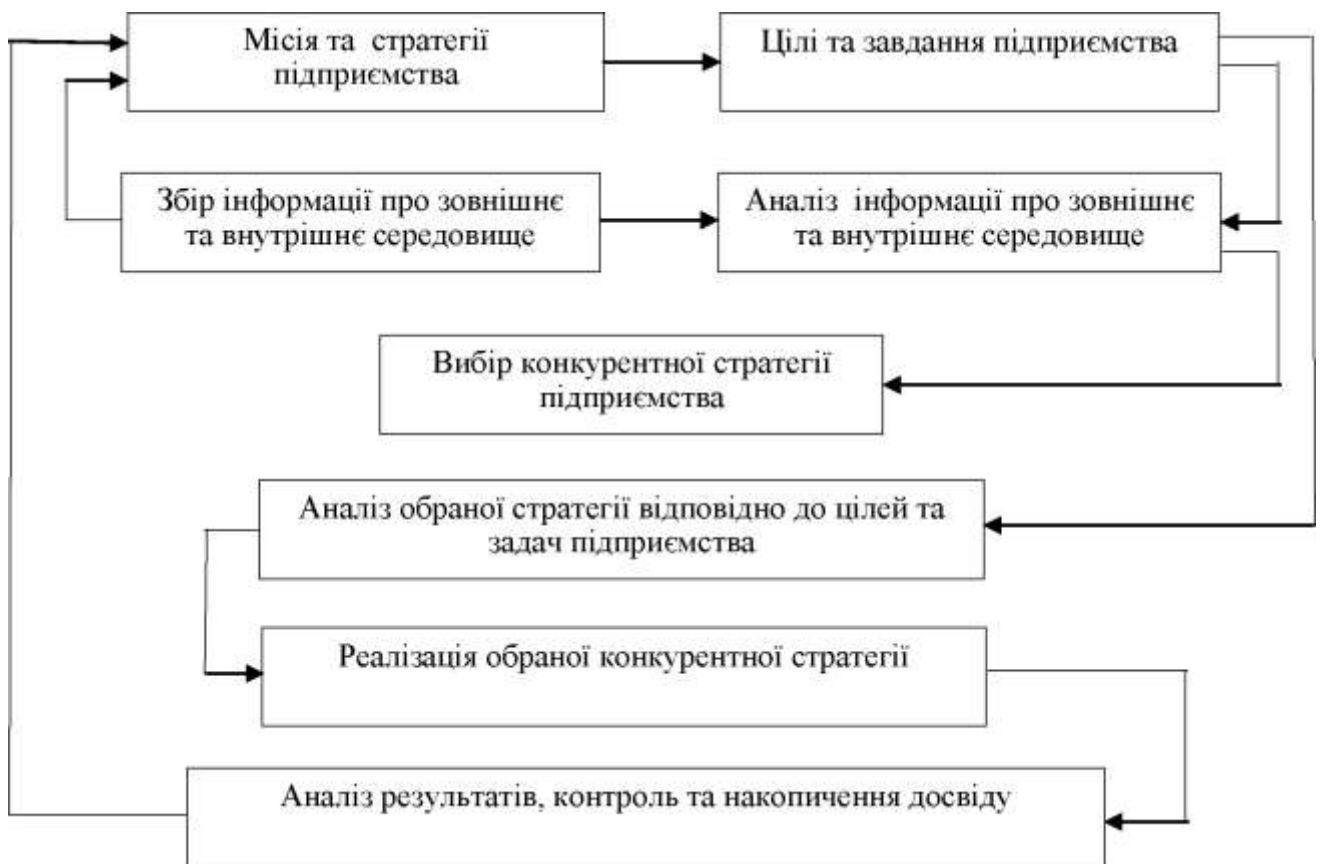 Місія та стратегії
підприємства
Цілі та завдання підприємства
Збір інформації про зовнішнє
та внутрішнє середовище
Аналіз інформації про зовнішнє
та внутрішнє середовище
Вибір конкурентної стратегії
підприємства
Аналіз обраної стратегії відповідно до цілей та
задач підприємства
Реалізація обраної конкурентної стратегії
Аналіз результатів, контроль та накопичення досвіду